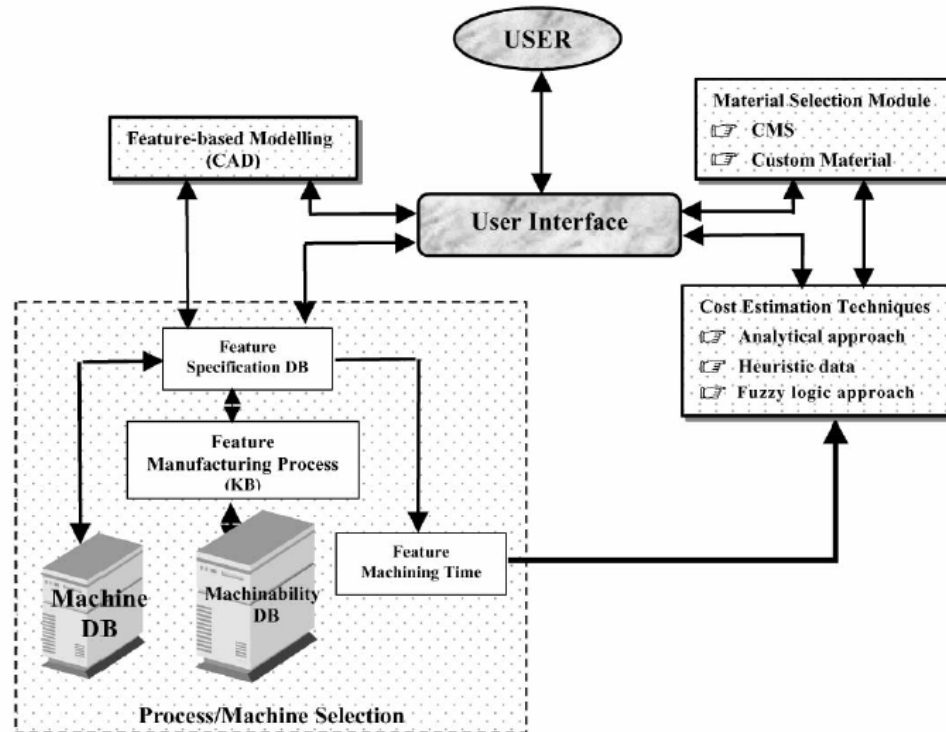 USER
Material Selection Module
CMS
Custom Material
Feature-based Modelling
(CAD)
User Interface
Cost Estimation Techniques
Analytical approach
Heuristic data
Fuzzy logic approach
Feature
Specification DB
Feature
Manufacturing Process
(KB)
Feature
Machining Time
Machine
DB
Machinability
DB
Process/Machine Selection